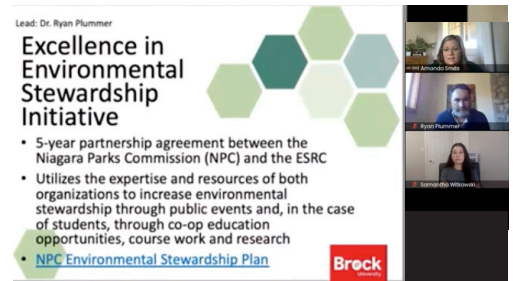 Lead: Dr. Ryan Plummer
Excellence in
Environmental
Stewardship
Initiative
• 5-year partnership agreement between the
Niagara Parks Commission (NPC) and the ESRC
• Utilizes the expertise and resources of both
organizations to increase environmental
stewardship through public events and, in the case
of students, through co-op education
opportunities, course work and research
• NPC Environmental Stewardship Plan
Brock
University
Amanda Smits
Ryan Plummer
Samantha Witkowski